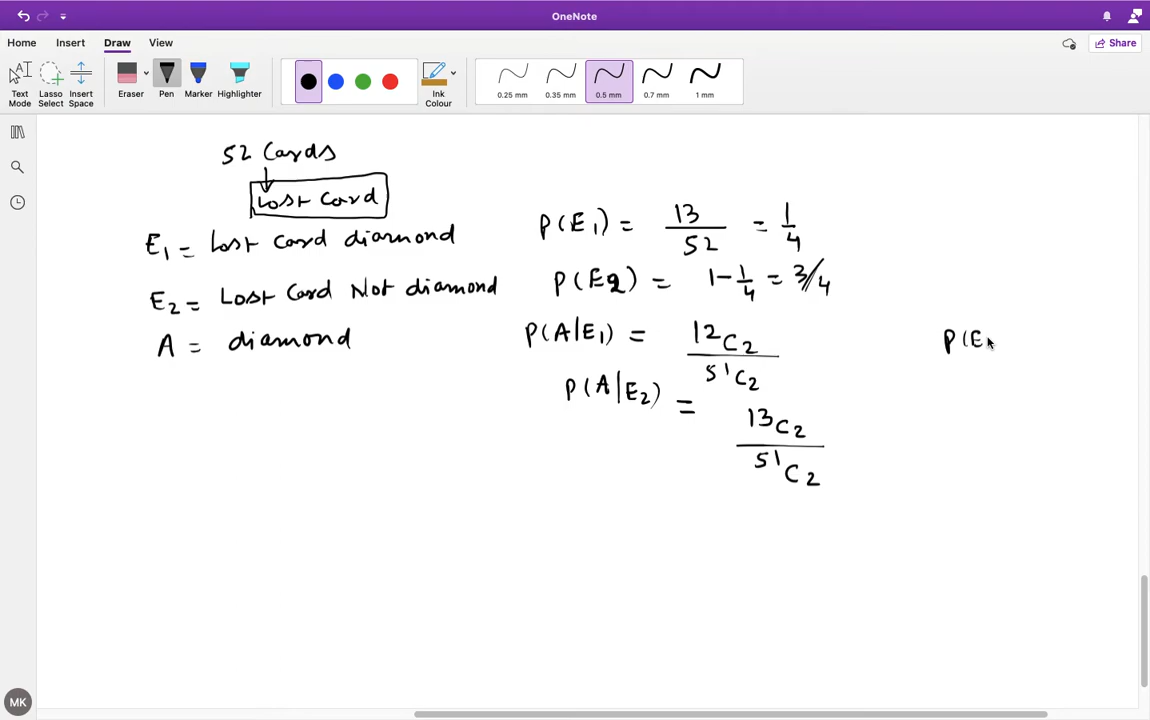 OneNote
Home Insert Draw View
Share
Text Mode
Lasso Select
Insert Space
Eraser
Pen
Marker
Highlighter
Ink Colour
0.25 mm
0.35 mm
0.5 mm
0.7 mm
1 mm
52 Cards
Lost Card
E₁ = Lost Card diamond
E₂ = Lost Card Not diamond
A = diamond
P(E₁) = 13/52 = 1/4
P(E2) = 1 - 1/4 = 3/4
P(A|E₁) = 12C₂/51C₂
P(A|E₂) = 13C₂/51C₂
P(E
MK